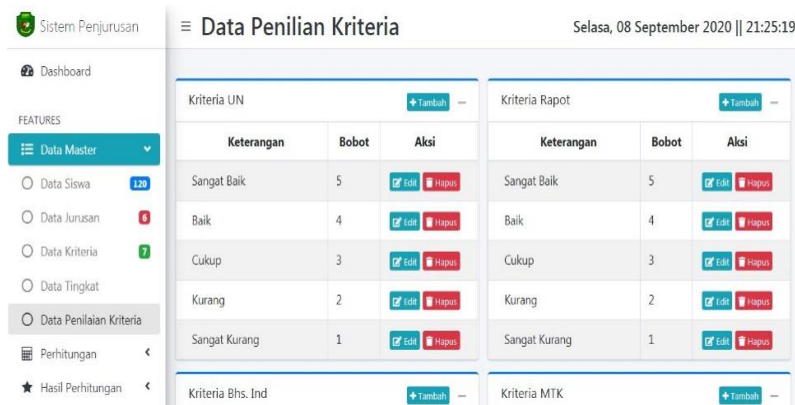 Sistem Penjurusan
Dashboard
FEATURES
Data Master
Data Siswa 120
Data Jurusan 6
Data Kriteria 7
Data Tingkat
Data Penilaian Kriteria
Perhitungan
Hasil Perhitungan
Data Penilian Kriteria
Selasa, 08 September 2020 || 21:25:19
Kriteria UN +Tambah
Keterangan Bobot Aksi
Sangat Baik 5 Edit Hapus
Baik 4 Edit Hapus
Cukup 3 Edit Hapus
Kurang 2 Edit Hapus
Sangat Kurang 1 Edit Hapus
Kriteria Rapot +Tambah
Keterangan Bobot Aksi
Sangat Baik 5 Edit Hapus
Baik 4 Edit Hapus
Cukup 3 Edit Hapus
Kurang 2 Edit Hapus
Sangat Kurang 1 Edit Hapus
Kriteria Bhs. Ind +Tambah
Kriteria MTK +Tambah